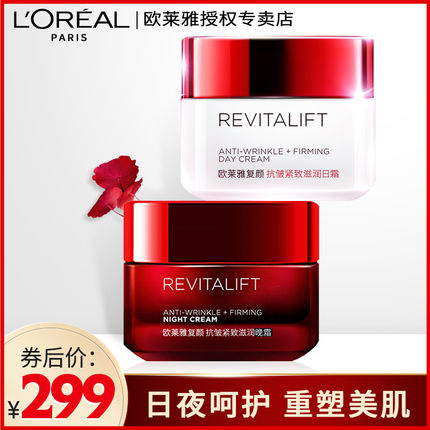 L'ORÉAL
PARIS
欧莱雅授权专卖店
REVITALIFT
ANTI-WRINKLE + FIRMING
DAY CREAM
欧莱雅复颜 抗皱紧致滋润日霜
REVITALIFT
ANTI-WRINKLE + FIRMING
NIGHT CREAM
欧莱雅复颜 抗皱紧致滋润晚霜
券后价:
¥299
日夜呵护 重塑美肌